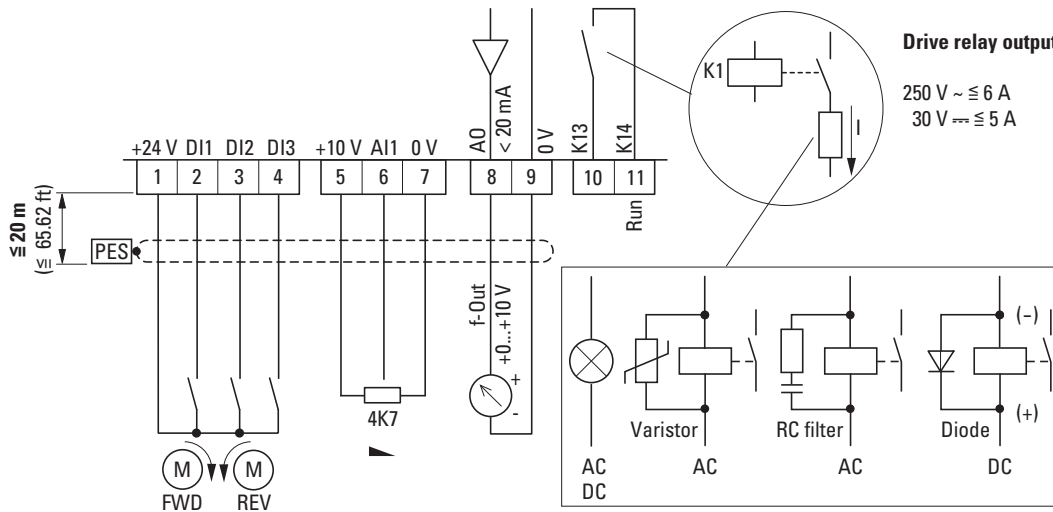 Drive relay output
K1
250 V ~ ≦ 6 A
30 V ⎓ ≦ 5 A
I
A0
< 20 mA
0 V
K13
K14
+24 V DI1 DI2 DI3
+10 V AI1 0 V
1 2 3 4
5 6 7
8 9
10 11
Run
≦ 20 m
(≦ 65.62 ft)
PES
f-Out
+0...+10 V
+
-
4K7
M
M
FWD
REV
(–)
(+)
Varistor
RC filter
Diode
AC
DC
AC
AC
DC